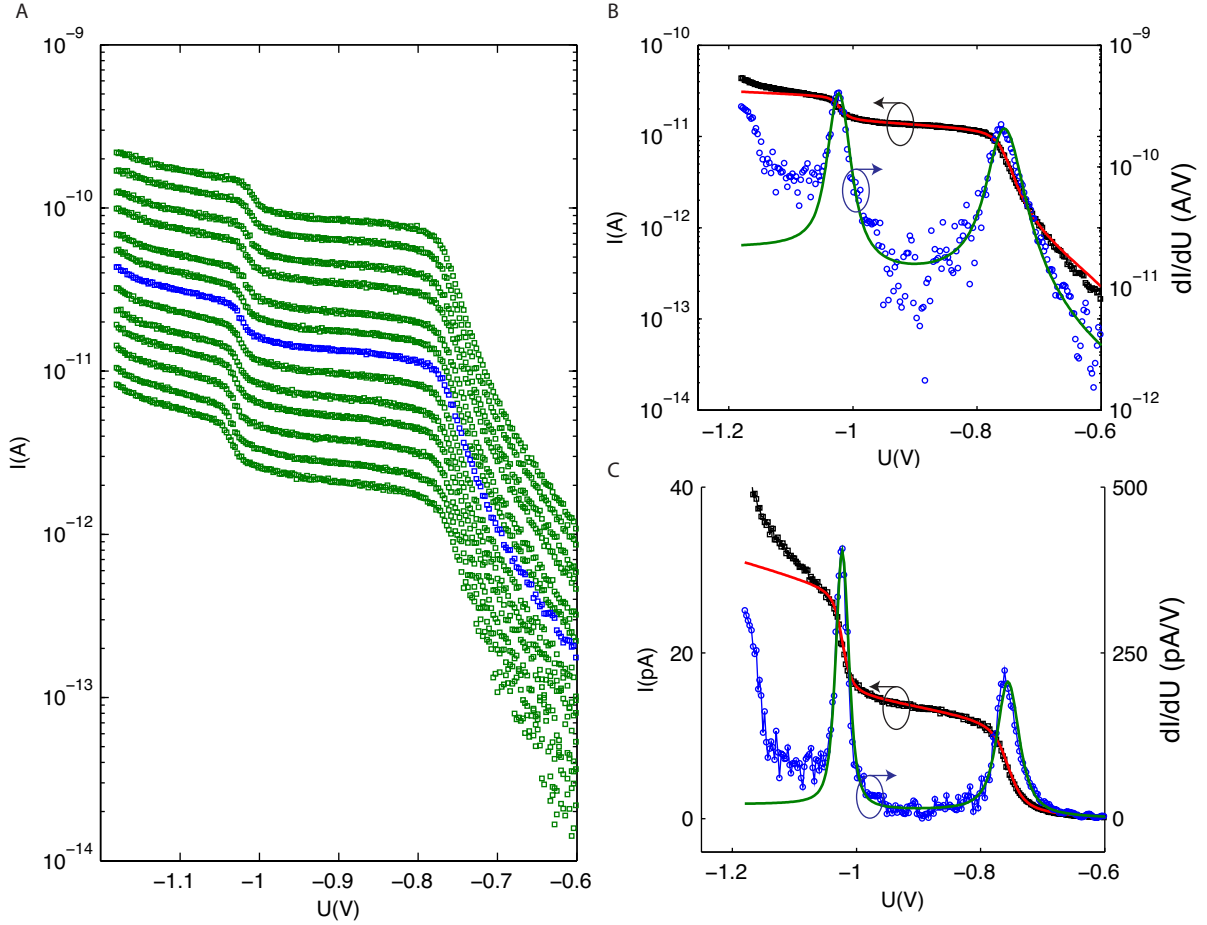 A
10⁻⁹
10⁻¹⁰
10⁻¹¹
10⁻¹²
10⁻¹³
10⁻¹⁴
I(A)
−1.1 −1 −0.9 −0.8 −0.7 −0.6
U(V)
B
10⁻¹⁰
10⁻¹¹
10⁻¹²
10⁻¹³
10⁻¹⁴
I(A)
10⁻⁹
10⁻¹⁰
10⁻¹¹
10⁻¹²
dI/dU (A/V)
−1.2 −1 −0.8 −0.6
U(V)
C
40
20
0
I(pA)
500
250
0
dI/dU (pA/V)
−1.2 −1 −0.8 −0.6
U(V)